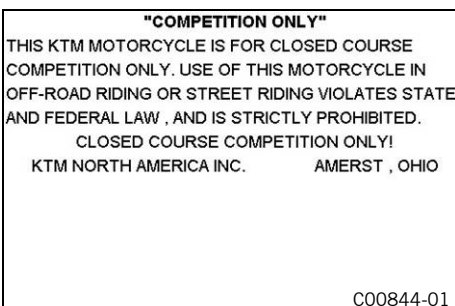 "COMPETITION ONLY"
THIS KTM MOTORCYCLE IS FOR CLOSED COURSE
COMPETITION ONLY. USE OF THIS MOTORCYCLE IN
OFF-ROAD RIDING OR STREET RIDING VIOLATES STATE
AND FEDERAL LAW , AND IS STRICTLY PROHIBITED.
CLOSED COURSE COMPETITION ONLY!
KTM NORTH AMERICA INC. AMERST , OHIO
C00844-01